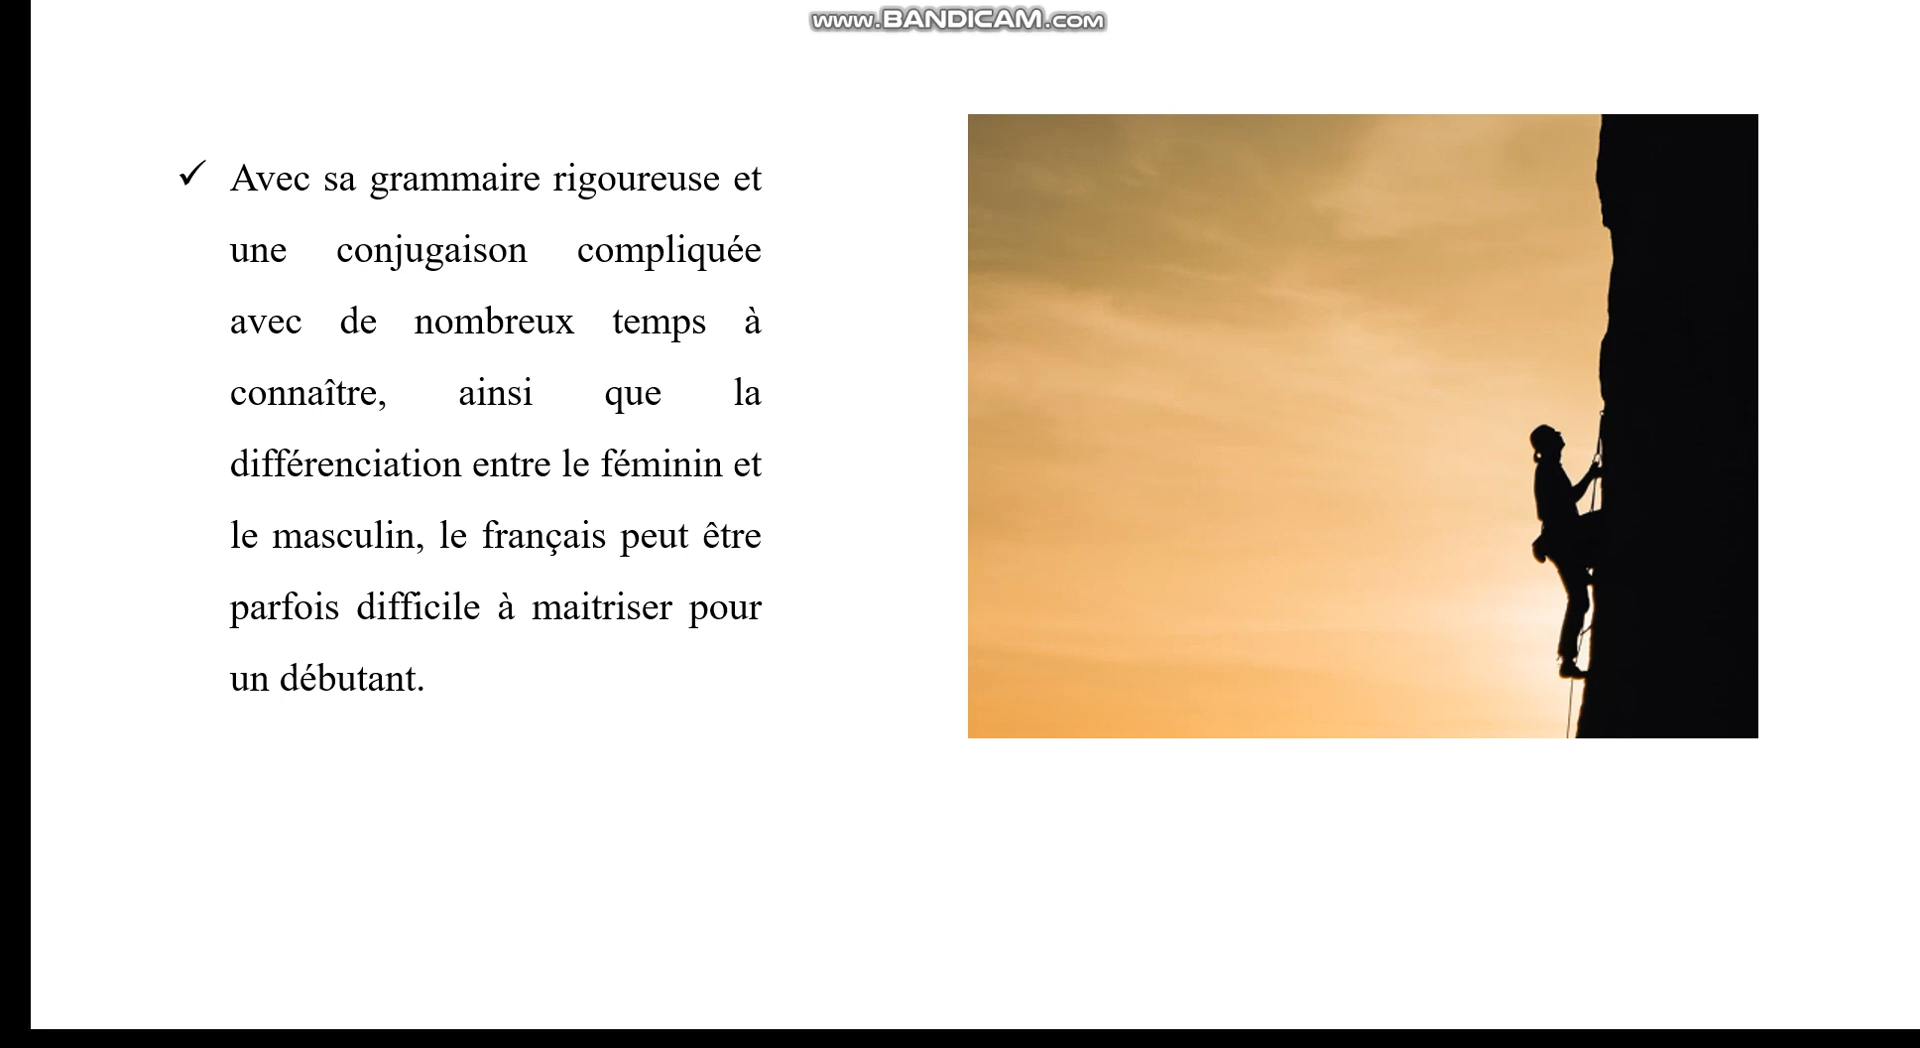 www.BANDICAM.com
✓ Avec sa grammaire rigoureuse et
une conjugaison compliquée
avec de nombreux temps à
connaître, ainsi que la
différenciation entre le féminin et
le masculin, le français peut être
parfois difficile à maitriser pour
un débutant.